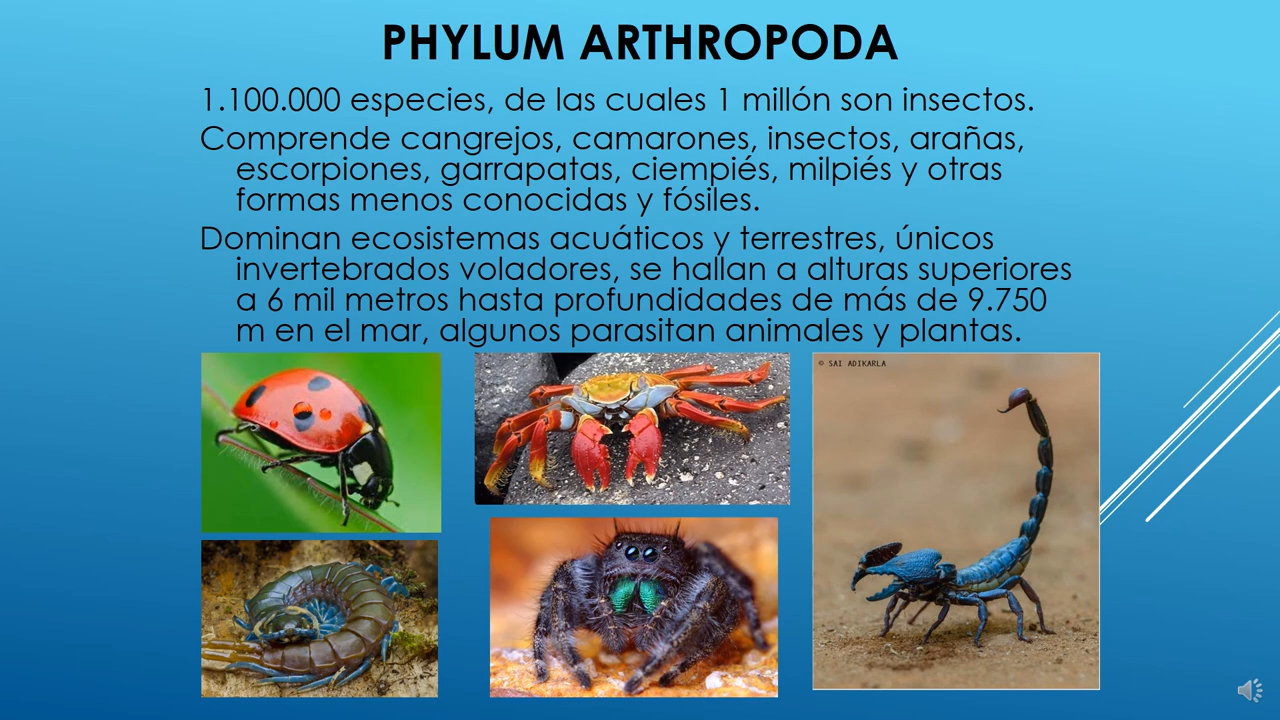 PHYLUM ARTHROPODA
1.100.000 especies, de las cuales 1 millón son insectos.
Comprende cangrejos, camarones, insectos, arañas,
escorpiones, garrapatas, ciempiés, milpiés y otras
formas menos conocidas y fósiles.
Dominan ecosistemas acuáticos y terrestres, únicos
invertebrados voladores, se hallan a alturas superiores
a 6 mil metros hasta profundidades de más de 9.750
m en el mar, algunos parasitan animales y plantas.
© SAI ADIKARLA